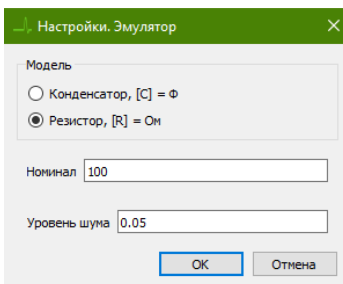 Настройки. Эмулятор
Модель
Конденсатор, [C] = Ф
Резистор, [R] = Ом
Номинал 100
Уровень шума 0.05
OK Отмена